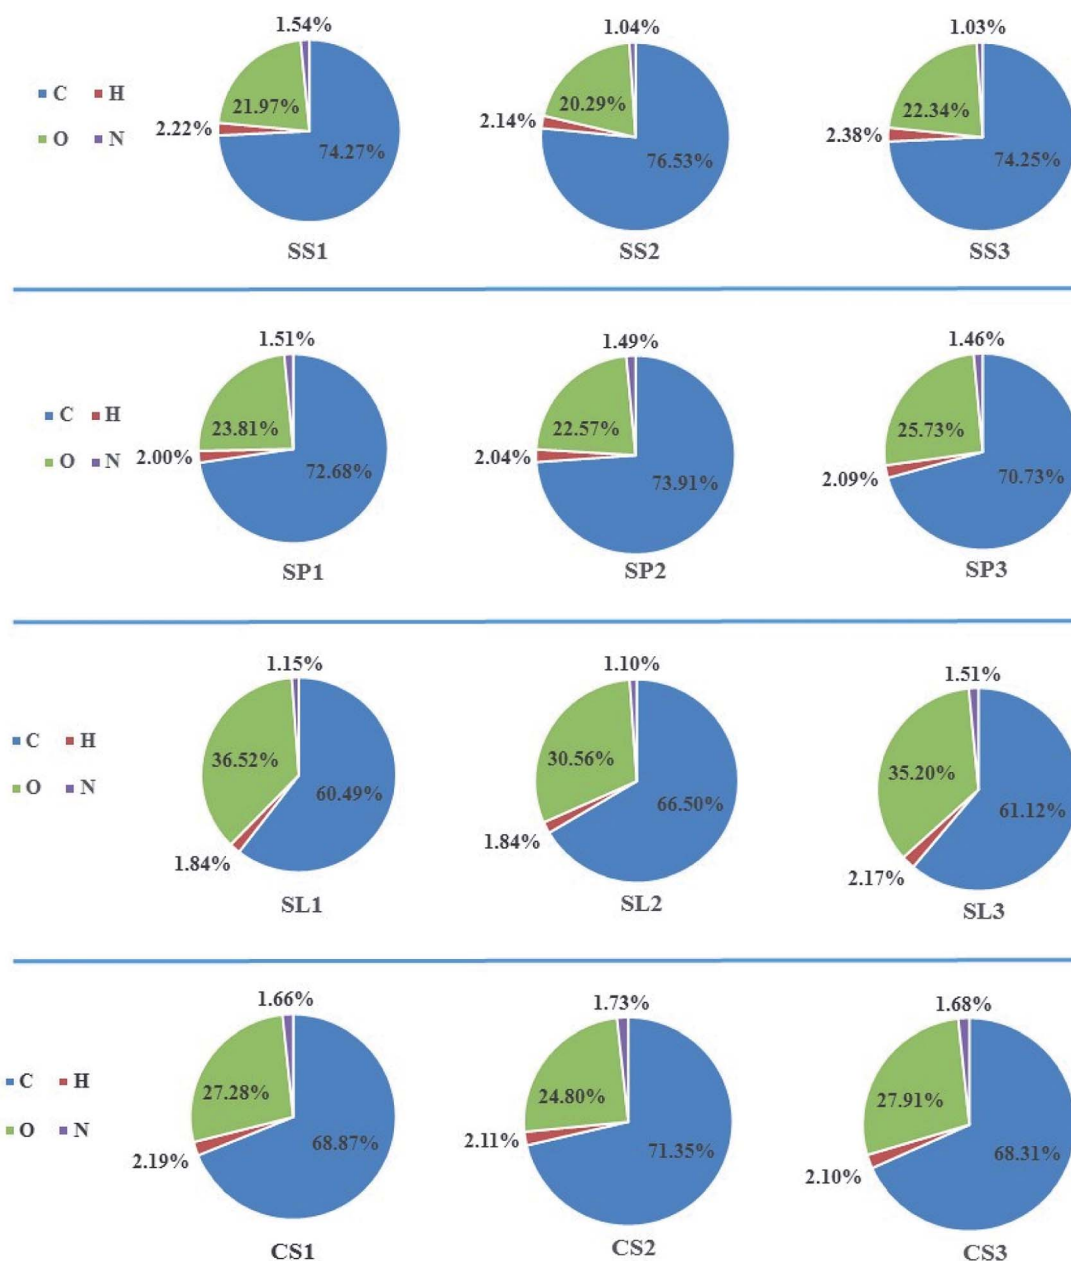 1.54% 1.04% 1.03%
C H
21.97% 20.29% 22.34%
2.22% 2.14% 2.38%
O N
74.27% 76.53% 74.25%
SS1 SS2 SS3
1.51% 1.49% 1.46%
C H
23.81% 22.57% 25.73%
2.00% 2.04% 2.09%
O N
72.68% 73.91% 70.73%
SP1 SP2 SP3
1.15% 1.10% 1.51%
C H
36.52% 30.56% 35.20%
O N
60.49% 66.50% 61.12%
1.84% 1.84% 2.17%
SL1 SL2 SL3
1.66% 1.73% 1.68%
C H
27.28% 24.80% 27.91%
O N
2.19% 2.11% 2.10%
68.87% 71.35% 68.31%
CS1 CS2 CS3